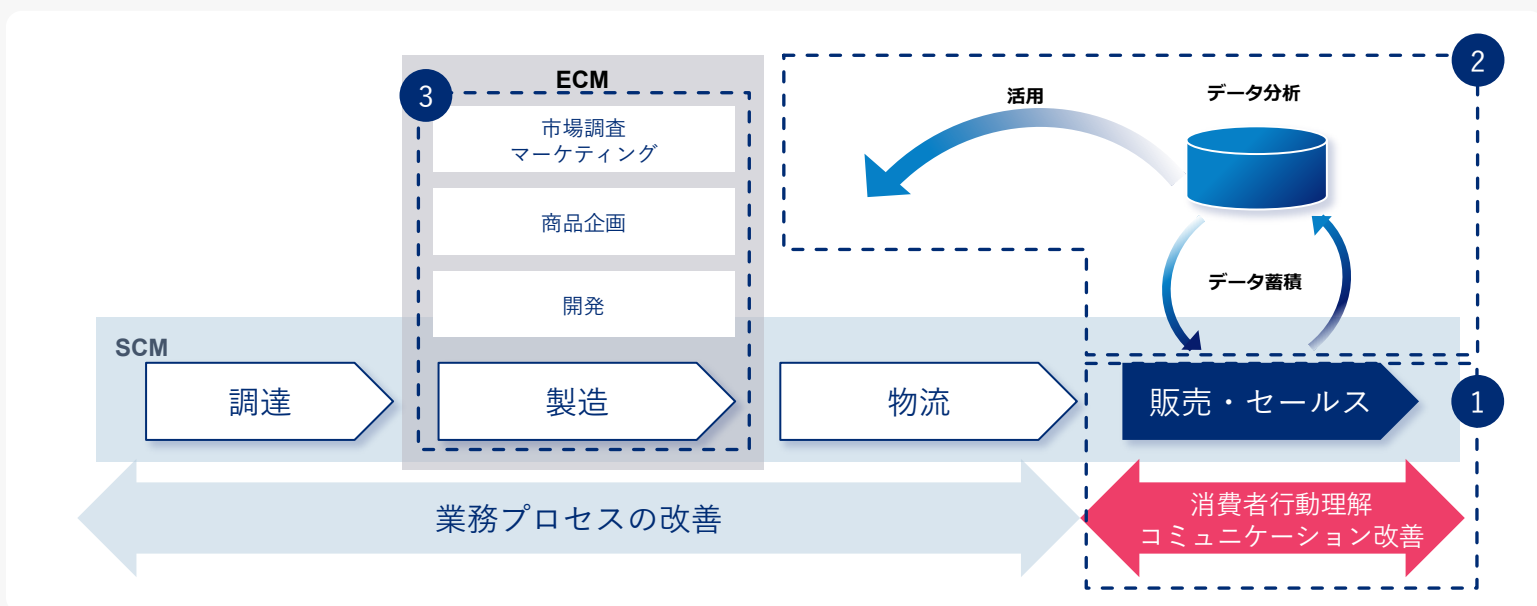 ECM
3
市場調査
マーケティング
商品企画
開発
2
活用
データ分析
データ蓄積
SCM
調達
製造
物流
販売・セールス
1
業務プロセスの改善
消費者行動理解
コミュニケーション改善